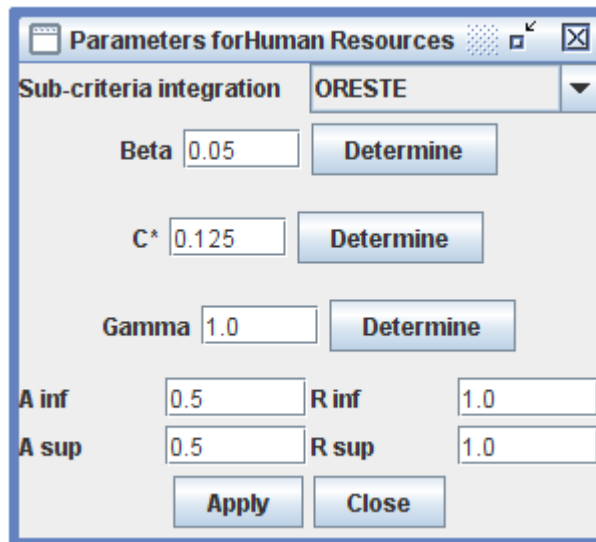 Parameters forHuman Resources
Sub-criteria integration ORESTE
Beta 0.05 Determine
C* 0.125 Determine
Gamma 1.0 Determine
A inf 0.5 R inf 1.0
A sup 0.5 R sup 1.0
Apply Close